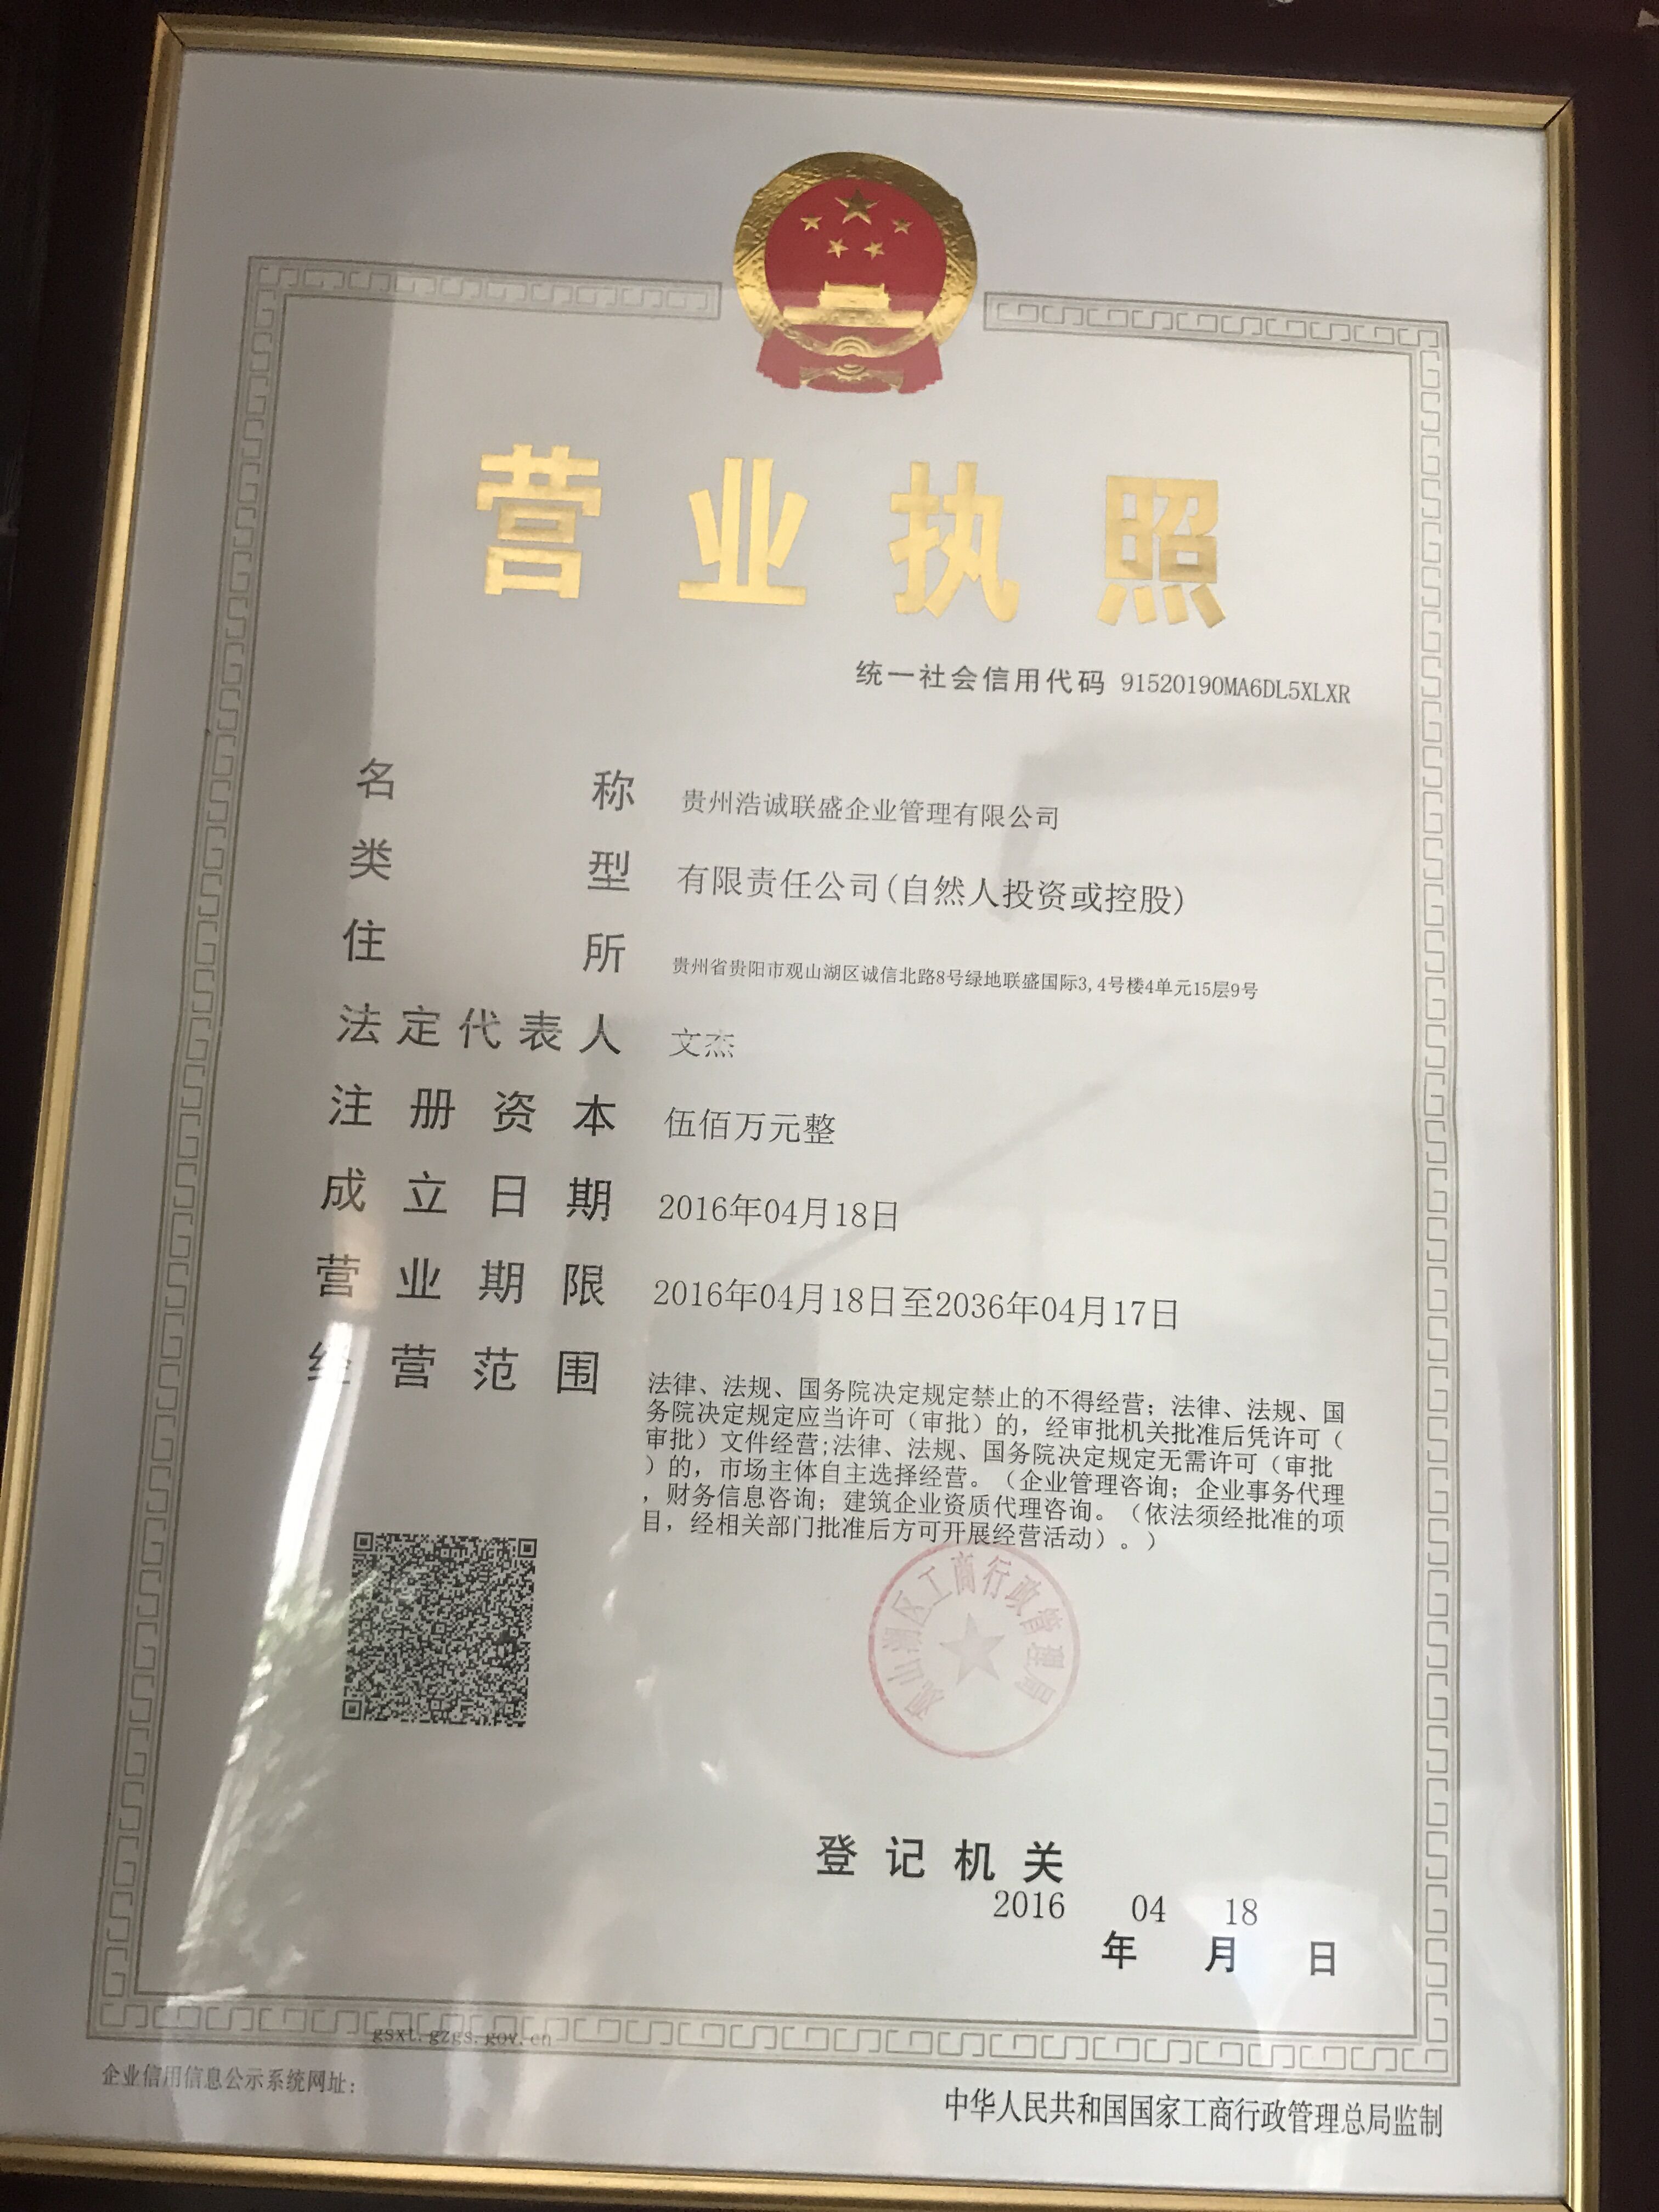 营业执照
统一社会信用代码 91520190MA6DL5XLXR
名称 贵州浩诚联盛企业管理有限公司
类型 有限责任公司(自然人投资或控股)
住所 贵州省贵阳市观山湖区诚信北路8号绿地联盛国际3,4号楼4单元15层9号
法定代表人 文杰
注册资本 伍佰万元整
成立日期 2016年04月18日
营业期限 2016年04月18日至2036年04月17日
经营范围 法律、法规、国务院决定规定禁止的不得经营；法律、法规、国
务院决定规定应当许可（审批）的，经审批机关批准后凭许可（
审批）文件经营;法律、法规、国务院决定规定无需许可（审批
）的，市场主体自主选择经营。（企业管理咨询；企业事务代理
，财务信息咨询；建筑企业资质代理咨询。（依法须经批准的项
目，经相关部门批准后方可开展经营活动）。）
观山湖区工商行政管理局
登记机关
2016 04 18
年 月 日
gsxt.gzgs.gov.cn
企业信用信息公示系统网址：
中华人民共和国国家工商行政管理总局监制